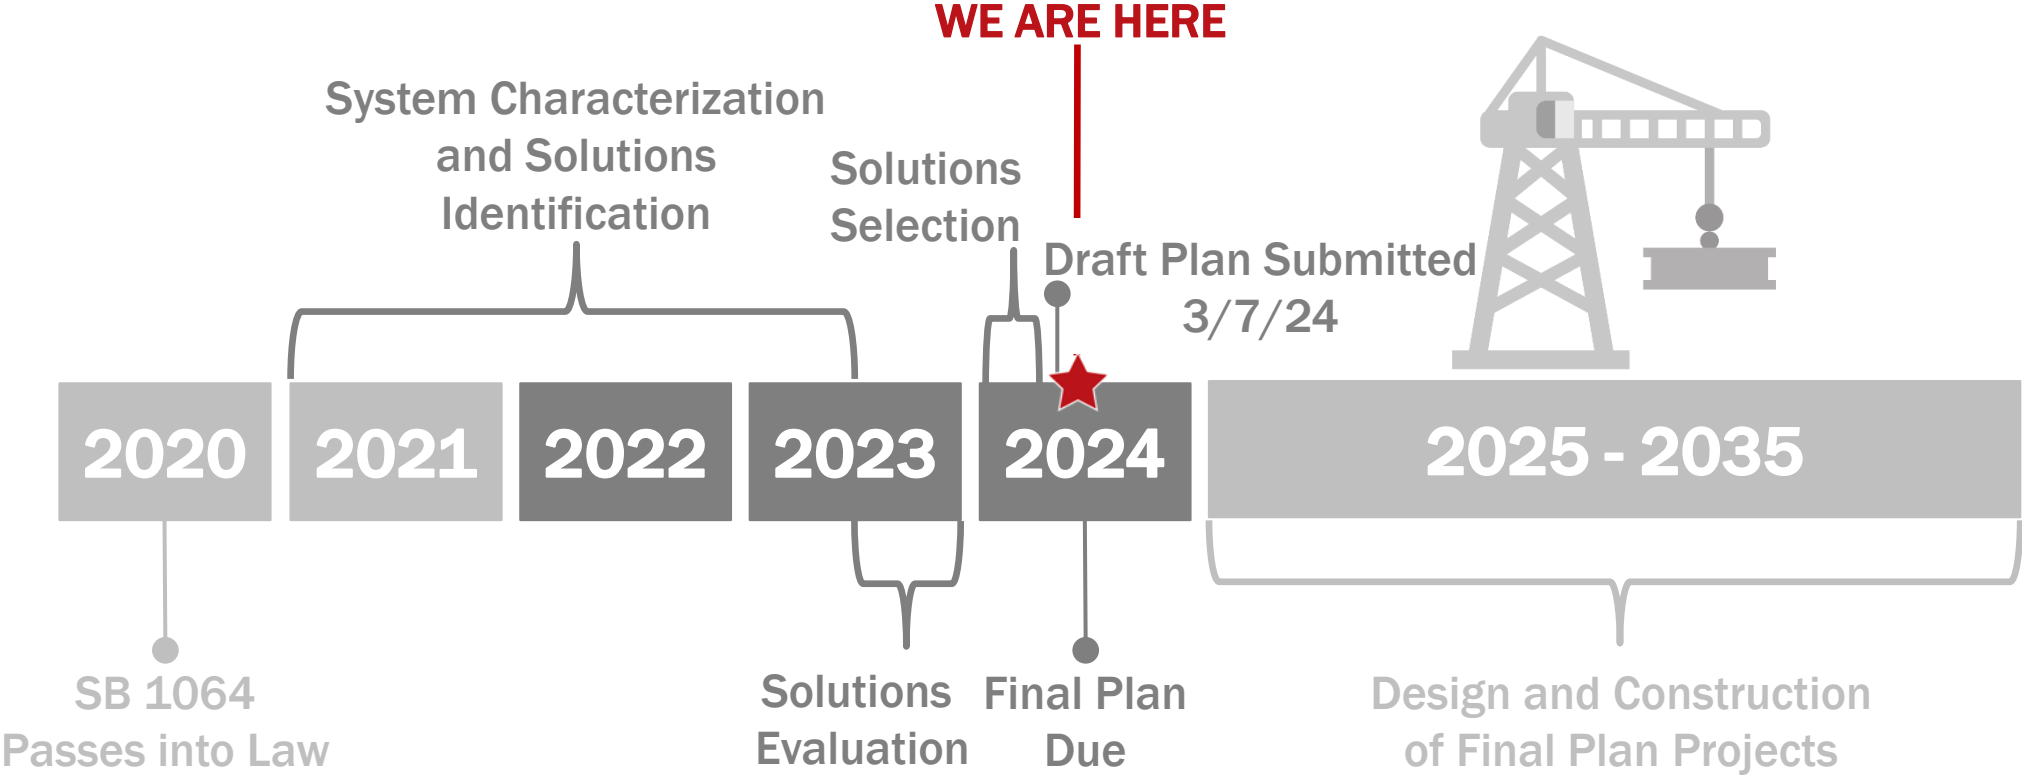 WE ARE HERE
System Characterization
and Solutions
Identification
Solutions
Selection
Draft Plan Submitted
3/7/24
2020
2021
2022
2023
2024
2025 - 2035
SB 1064
Passes into Law
Solutions
Evaluation
Final Plan
Due
Design and Construction
of Final Plan Projects